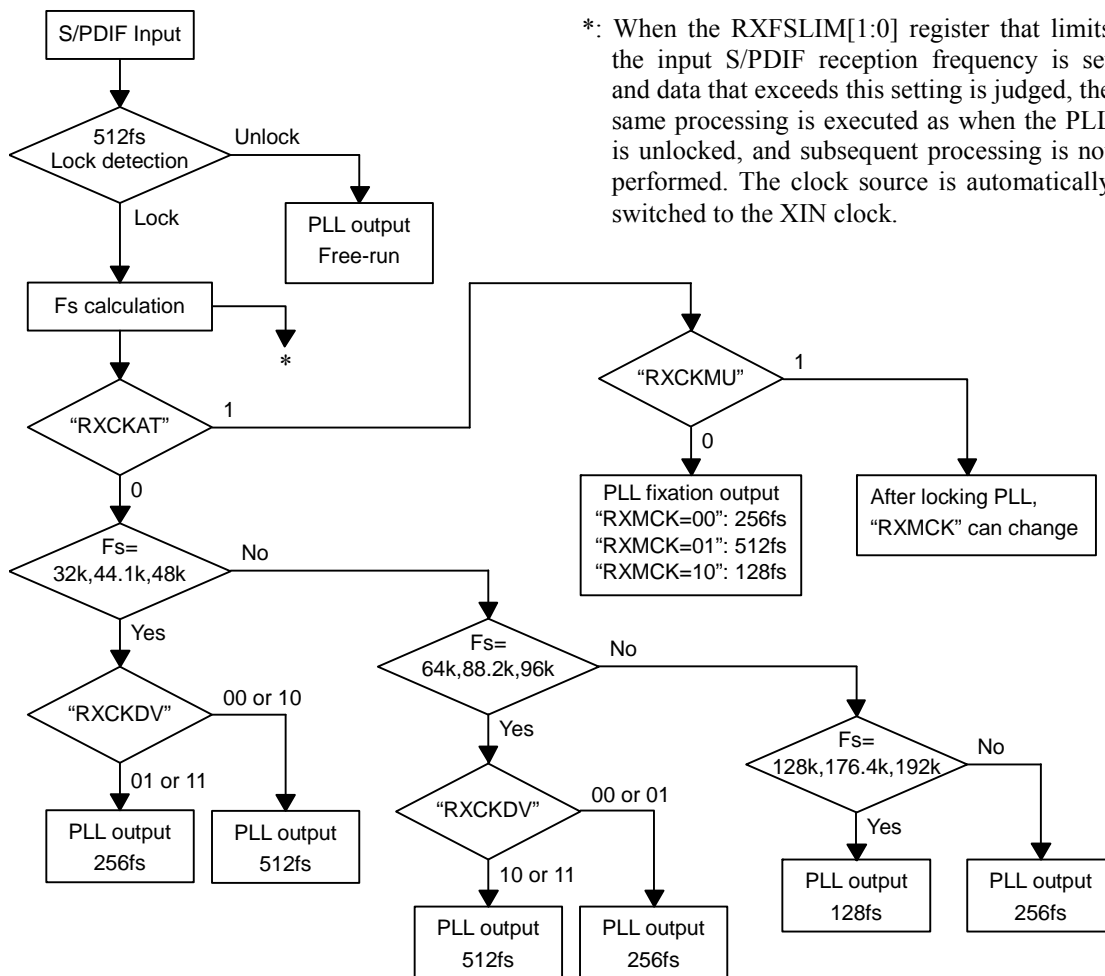 S/PDIF Input
*: When the RXFSLIM[1:0] register that limits
the input S/PDIF reception frequency is se
and data that exceeds this setting is judged, the
same processing is executed as when the PLL
is unlocked, and subsequent processing is no
performed. The clock source is automatically
switched to the XIN clock.
512fs
Lock detection
Unlock
Lock
PLL output
Free-run
Fs calculation
*
“RXCKAT”
1
0
“RXCKMU”
1
0
PLL fixation output
“RXMCK=00”: 256fs
“RXMCK=01”: 512fs
“RXMCK=10”: 128fs
After locking PLL,
“RXMCK” can change
Fs=
32k,44.1k,48k
No
Yes
Fs=
64k,88.2k,96k
No
Yes
“RXCKDV”
00 or 10
01 or 11
PLL output
256fs
PLL output
512fs
“RXCKDV”
00 or 01
10 or 11
PLL output
512fs
PLL output
256fs
Fs=
128k,176.4k,192k
No
Yes
PLL output
128fs
PLL output
256fs